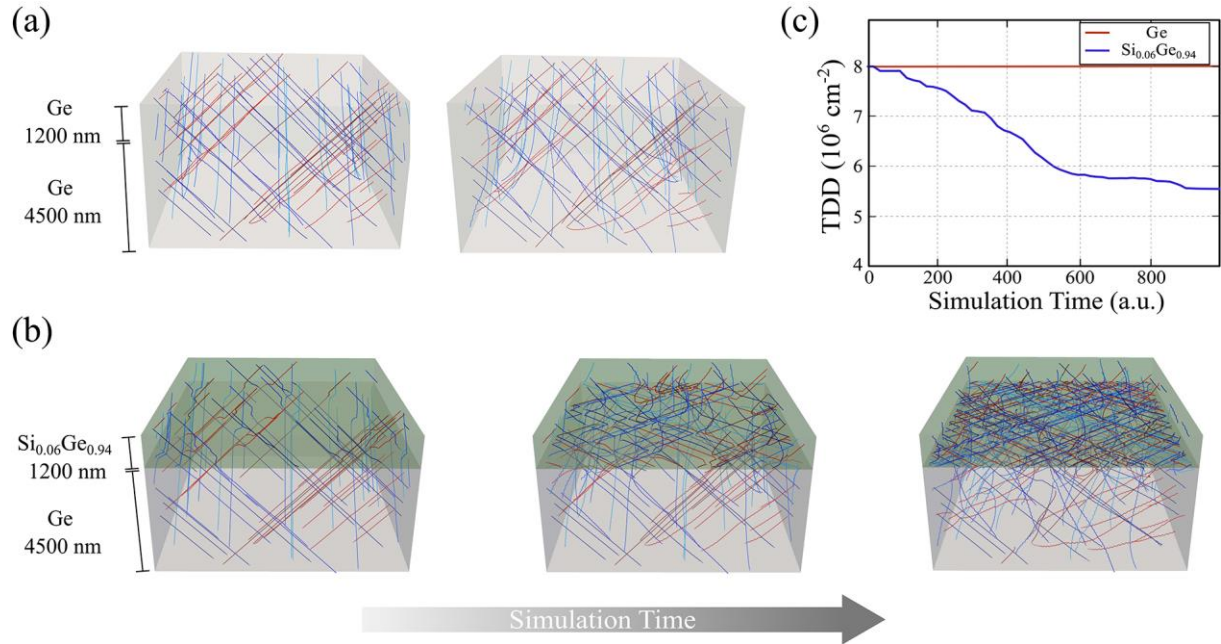 (a)
Ge
1200 nm
Ge
4500 nm
(c)
Ge
Si0.06Ge0.94
8
7
6
5
4
TDD (10^6 cm^-2)
0
200
400
600
800
Simulation Time (a.u.)
(b)
Si0.06Ge0.94
1200 nm
Ge
4500 nm
Simulation Time